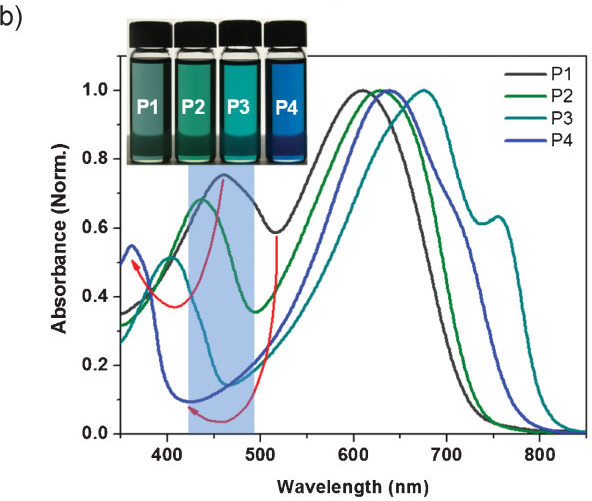 b)
P1 P2 P3 P4
P1
P2
P3
P4
Absorbance (Norm.)
1.0
0.8
0.6
0.4
0.2
0.0
400 500 600 700 800
Wavelength (nm)